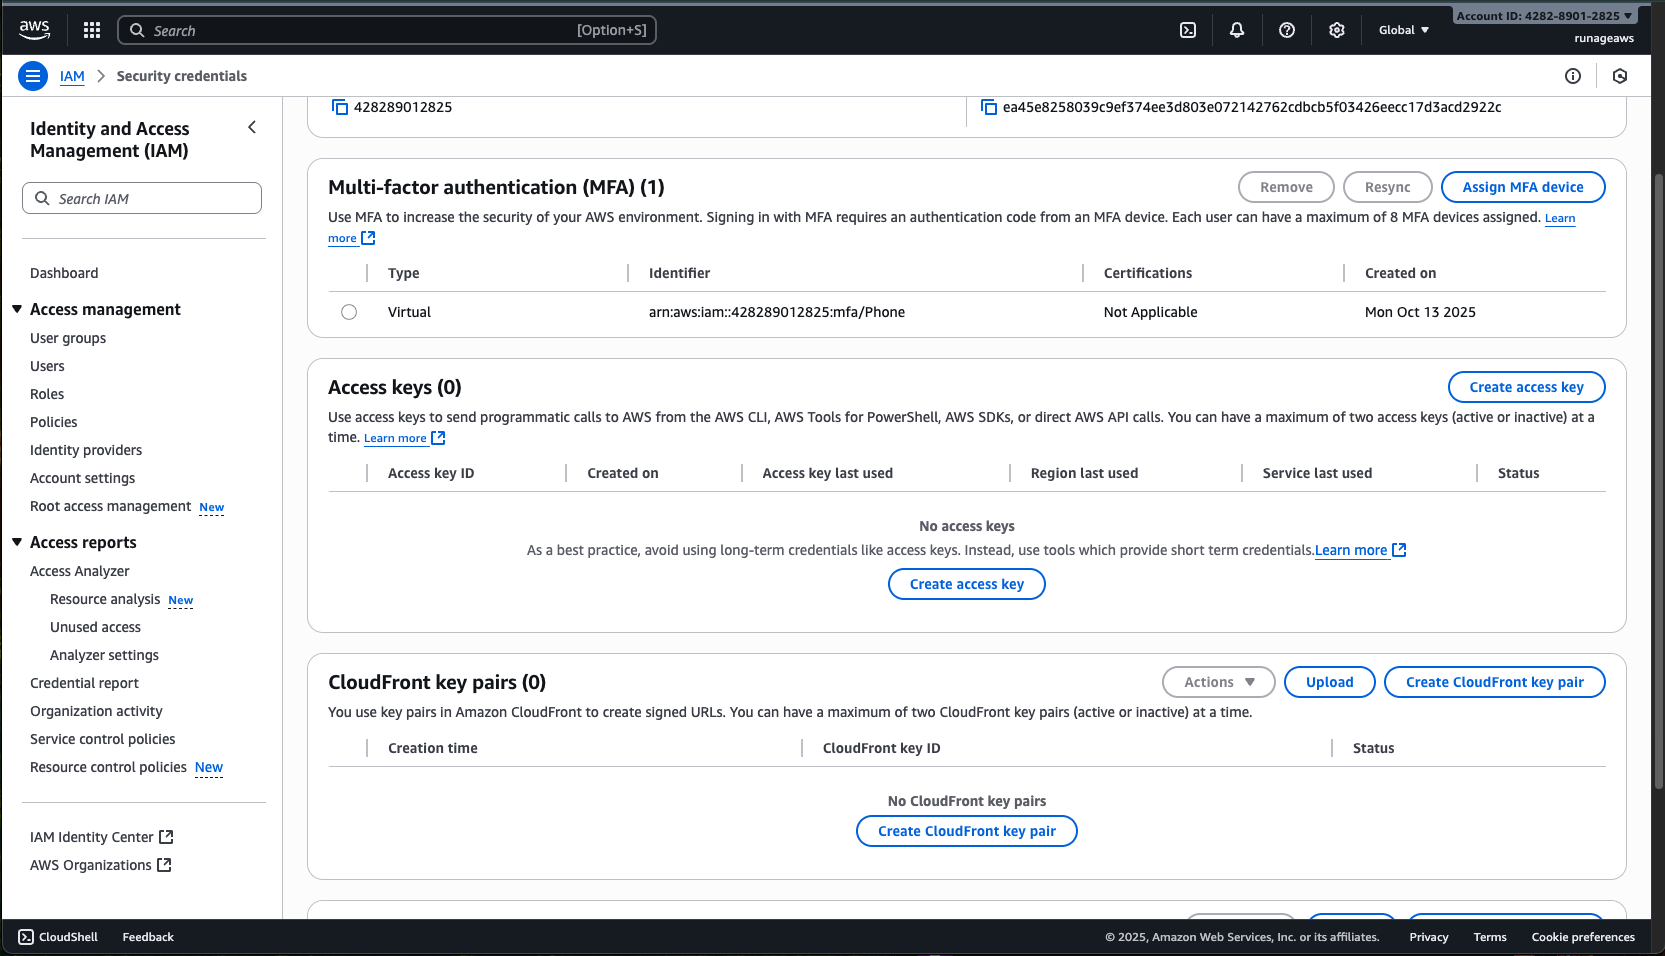 aws
Search [Option+S]
Global
Account ID: 4282-8901-2825
runageaws
IAM
Security credentials
Identity and Access
Management (IAM)
Search IAM
Dashboard
Access management
User groups
Users
Roles
Policies
Identity providers
Account settings
Root access management New
Access reports
Access Analyzer
Resource analysis New
Unused access
Analyzer settings
Credential report
Organization activity
Service control policies
Resource control policies New
IAM Identity Center
AWS Organizations
428289012825
ea45e8258039c9ef374ee3d803e072142762cdbcb5f03426eecc17d3acd2922c
Multi-factor authentication (MFA) (1)
Remove
Resync
Assign MFA device
Use MFA to increase the security of your AWS environment. Signing in with MFA requires an authentication code from an MFA device. Each user can have a maximum of 8 MFA devices assigned. Learn
more
Type Identifier Certifications Created on
Virtual arn:aws:iam::428289012825:mfa/Phone Not Applicable Mon Oct 13 2025
Access keys (0)
Create access key
Use access keys to send programmatic calls to AWS from the AWS CLI, AWS Tools for PowerShell, AWS SDKs, or direct AWS API calls. You can have a maximum of two access keys (active or inactive) at a
time. Learn more
Access key ID Created on Access key last used Region last used Service last used Status
No access keys
As a best practice, avoid using long-term credentials like access keys. Instead, use tools which provide short term credentials.Learn more
Create access key
CloudFront key pairs (0)
Actions
Upload
Create CloudFront key pair
You use key pairs in Amazon CloudFront to create signed URLs. You can have a maximum of two CloudFront key pairs (active or inactive) at a time.
Creation time CloudFront key ID Status
No CloudFront key pairs
Create CloudFront key pair
CloudShell
Feedback
© 2025, Amazon Web Services, Inc. or its affiliates.
Privacy
Terms
Cookie preferences